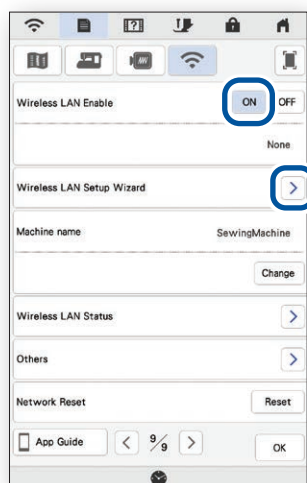 Wireless LAN Enable ON OFF
None
Wireless LAN Setup Wizard >
Machine name SewingMachine
Change
Wireless LAN Status >
Others >
Network Reset Reset
App Guide < 9/9 > OK